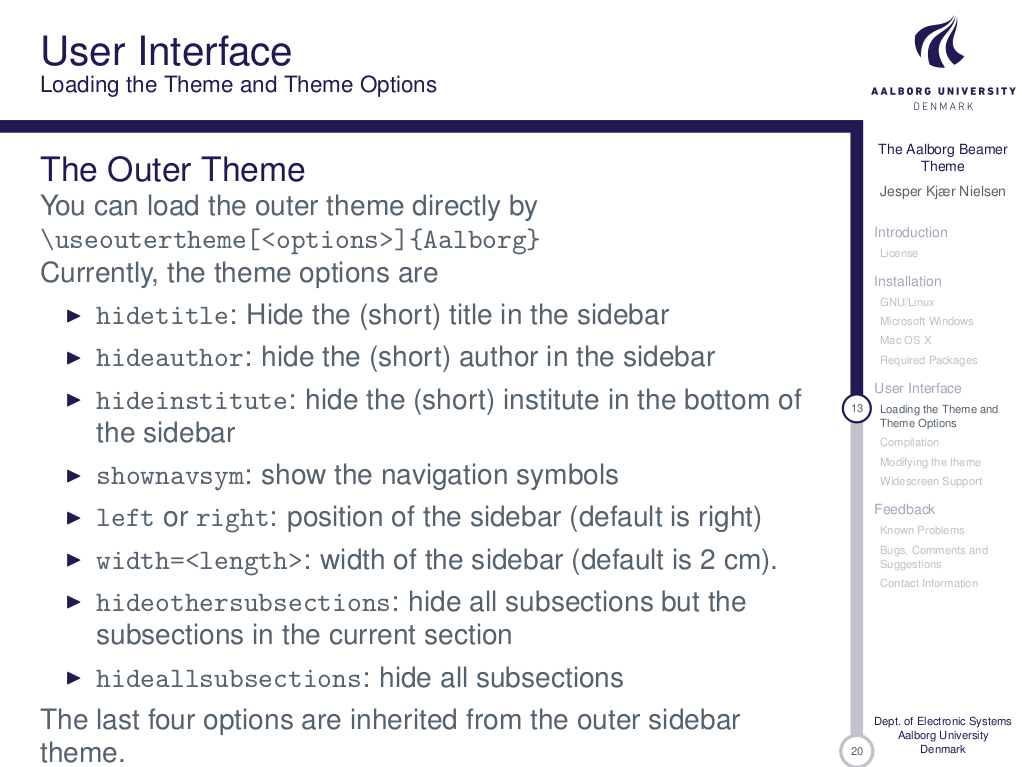 User Interface
Loading the Theme and Theme Options
AALBORG UNIVERSITY
DENMARK
The Outer Theme
You can load the outer theme directly by
\useoutertheme[<options>]{Aalborg}
Currently, the theme options are
▶ hidetitle: Hide the (short) title in the sidebar
▶ hideauthor: hide the (short) author in the sidebar
▶ hideinstitute: hide the (short) institute in the bottom of
the sidebar
▶ shownavsym: show the navigation symbols
▶ left or right: position of the sidebar (default is right)
▶ width=<length>: width of the sidebar (default is 2 cm).
▶ hideothersubsections: hide all subsections but the
subsections in the current section
▶ hideallsubsections: hide all subsections
The last four options are inherited from the outer sidebar
theme.
The Aalborg Beamer
Theme
Jesper Kjær Nielsen
Introduction
License
Installation
GNU/Linux
Microsoft Windows
Mac OS X
Required Packages
User Interface
13
Loading the Theme and
Theme Options
Compilation
Modifying the theme
Widescreen Support
Feedback
Known Problems
Bugs, Comments and
Suggestions
Contact Information
Dept. of Electronic Systems
Aalborg University
Denmark
20